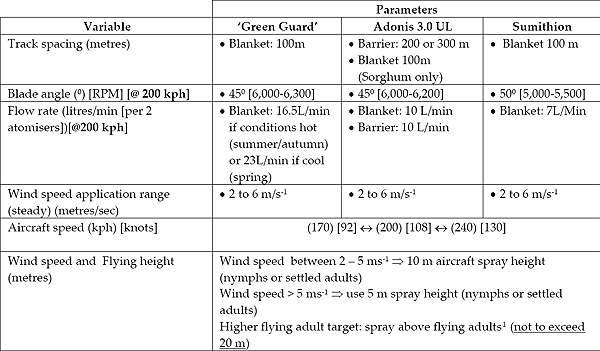 Parameters
Variable 'Green Guard' Adonis 3.0 UL Sumithion
Track spacing (metres)
• Blanket: 100m
• Barrier: 200 or 300 m
• Blanket 100m
(Sorghum only)
• Blanket 100 m
Blade angle (⁰) [RPM] [@ 200 kph]
• 45⁰ [6,000-6,300]
• 45⁰ [6,000-6,200]
• 50⁰ [5,000-5,500]
Flow rate (litres/min [per 2
atomisers])[@200 kph]
• Blanket: 16.5L/min
if conditions hot
(summer/autumn)
or 23L/min if cool
(spring)
• Blanket: 10 L/min
• Barrier: 10 L/min
• Blanket: 7L/Min
Wind speed application range
(steady) (metres/sec)
• 2 to 6 m/s⁻¹
• 2 to 6 m/s⁻¹
• 2 to 6 m/s⁻¹
Aircraft speed (kph) [knots]
(170) [92] ↔ (200) [108] ↔ (240) [130]
Wind speed and Flying height
(metres)
Wind speed between 2 – 5 ms⁻¹ ⇒ 10 m aircraft spray height
(nymphs or settled adults)
Wind speed > 5 ms⁻¹ ⇒ use 5 m spray height (nymphs or settled
adults)
Higher flying adult target: spray above flying adults¹ (not to exceed
20 m)